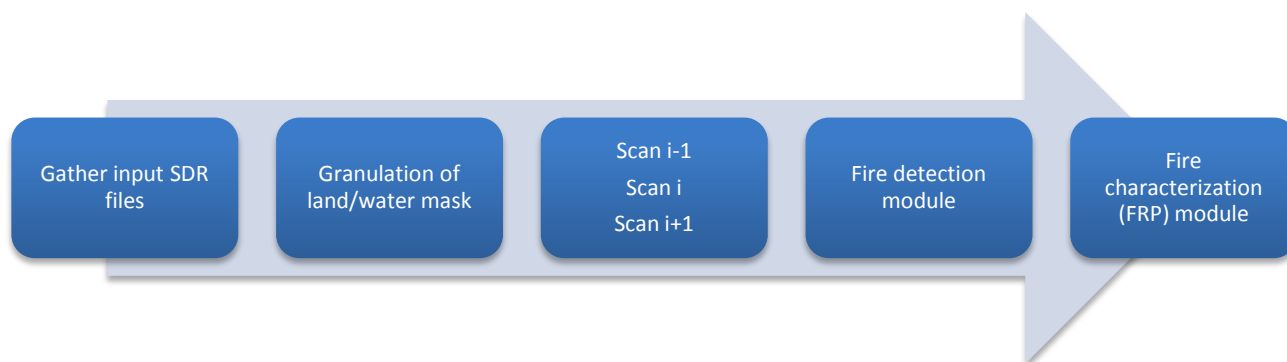 Gather input SDR
files
Granulation of
land/water mask
Scan i-1
Scan i
Scan i+1
Fire detection
module
Fire
characterization
(FRP) module